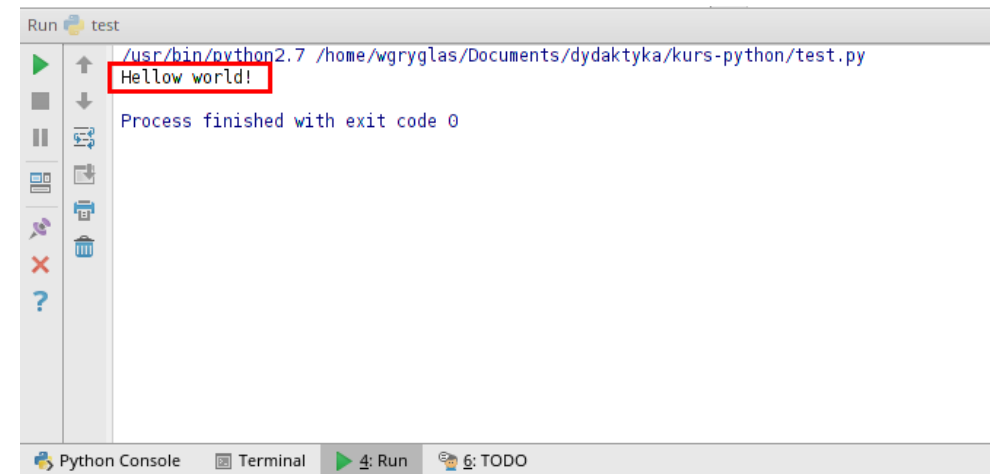 Run test
/usr/bin/python2.7 /home/wgryglas/Documents/dydaktyka/kurs-python/test.py
Hellow world!
Process finished with exit code 0
?
Python Console Terminal 4: Run 6: TODO